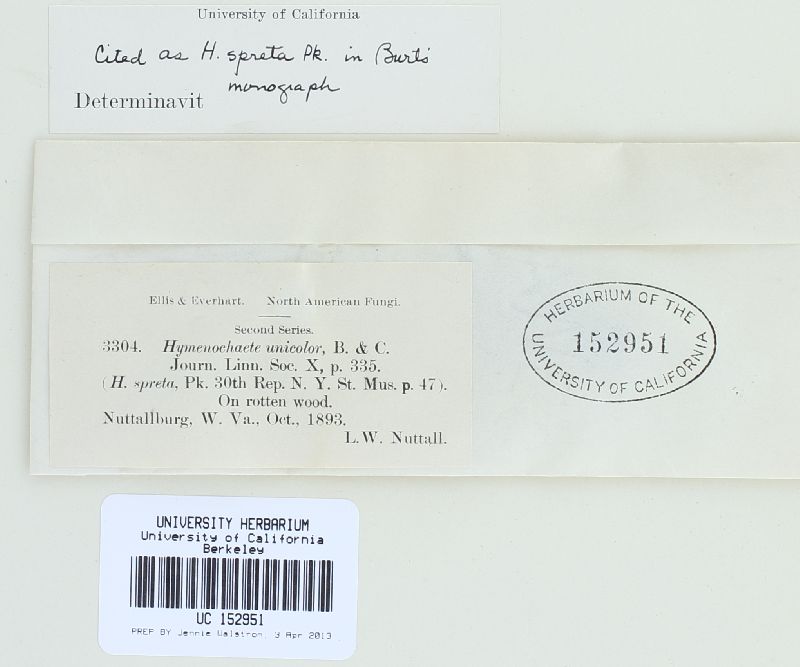 University of California
Cited as H. spreta Pk. in Burt's
monograph
Determinavit
Ellis & Everhart. North American Fungi.
Second Series.
3304. Hymenochaete unicolor, B. & C.
Journ. Linn. Soc. X, p. 335.
(H. spreta, Pk. 30th Rep. N. Y. St. Mus. p. 47).
On rotten wood.
Nuttallburg, W. Va., Oct., 1893.
L.W. Nuttall.
HERBARIUM OF THE
152951
UNIVERSITY OF CALIFORNIA
UNIVERSITY HERBARIUM
University of California
Berkeley
UC 152951
PREP BY Jennie Walstrom, 3 Apr 2013